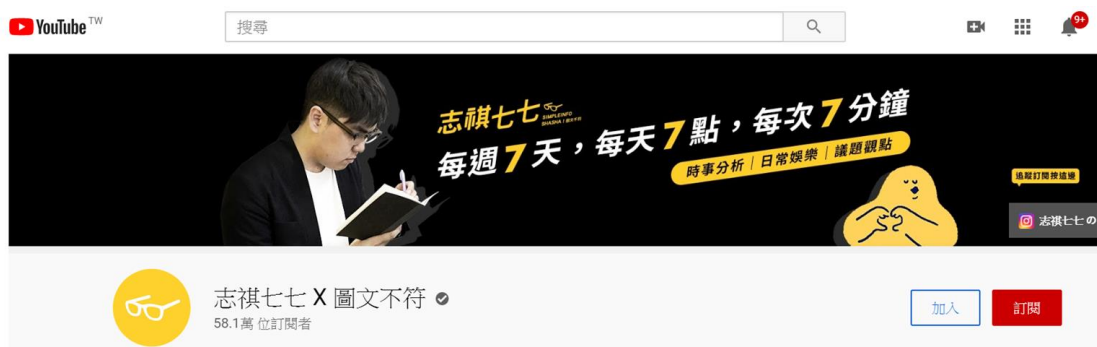 YouTube TW
搜尋
9+
志祺七七
SIMPLEINFO
每週7天,每天7點,每次7分鐘
時事分析|日常娛樂|議題觀點
追蹤訂閱按這邊
志祺七七の
志祺七七 X 圖文不符
58.1萬 位訂閱者
加入
訂閱